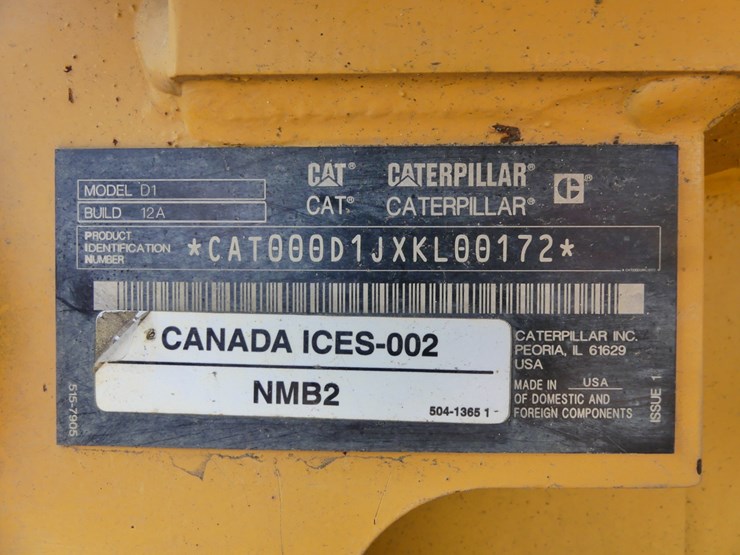 CAT® CATERPILLAR®
CAT® CATERPILLAR®
MODEL D1
BUILD 12A
PRODUCT IDENTIFICATION NUMBER
*CAT000D1JXKL00172*
CANADA ICES-002
NMB2
504-1365 1
CATERPILLAR INC.
PEORIA, IL 61629
USA
MADE IN USA
OF DOMESTIC AND
FOREIGN COMPONENTS
ISSUE 1
515-7905